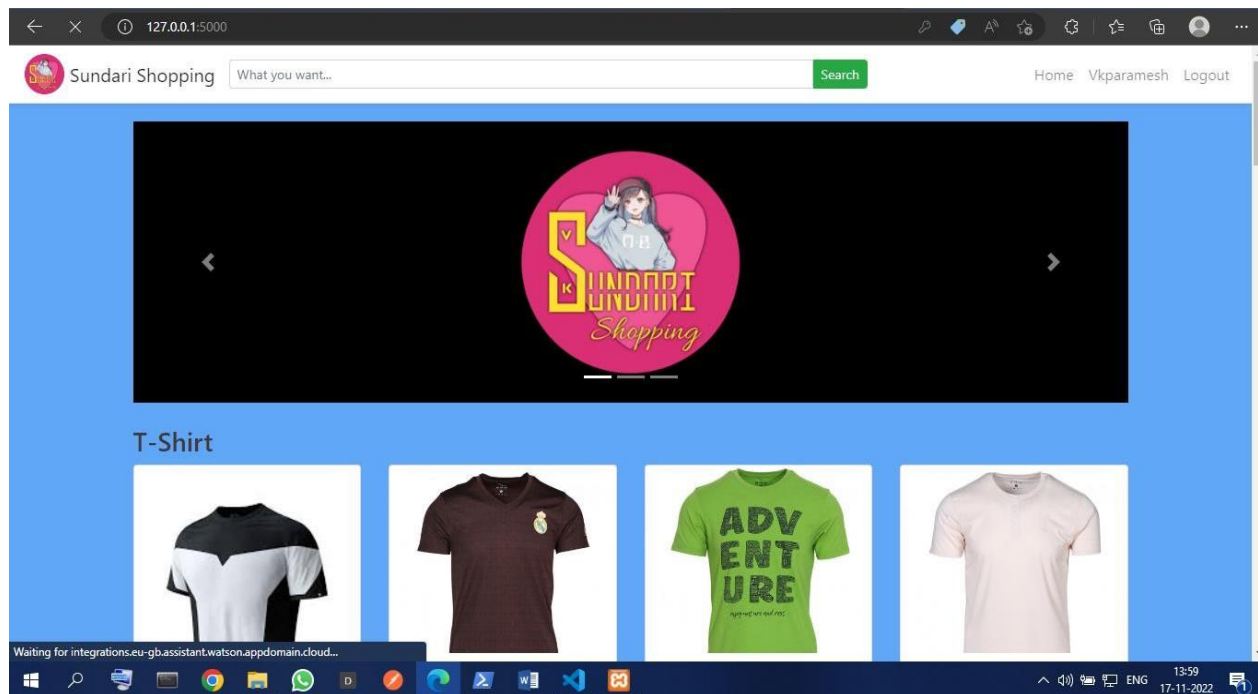 127.0.0.1:5000
Sundari Shopping
What you want...
Search
Home Vkparamesh Logout
V
SUNDARI
K
Shopping
T-Shirt
ADV
ENT
URE
Waiting for integrations.eu-gb.assistant.watson.appdomain.cloud...
ENG
13:59
17-11-2022